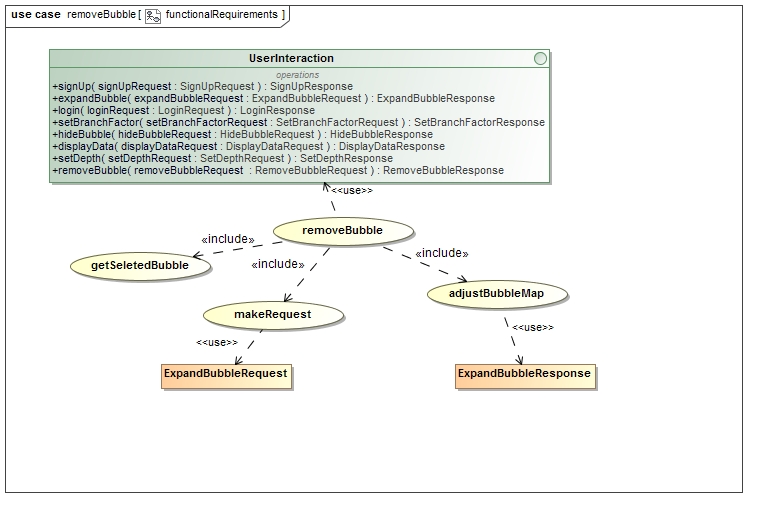 use case removeBubble [ functionalRequirements ]
UserInteraction
operations
+signUp( signUpRequest : SignUpRequest ) : SignUpResponse
+expandBubble( expandBubbleRequest : ExpandBubbleRequest ) : ExpandBubbleResponse
+login( loginRequest : LoginRequest ) : LoginResponse
+setBranchFactor( setBranchFactorRequest : SetBranchFactorRequest ) : SetBranchFactorResponse
+hideBubble( hideBubbleRequest : HideBubbleRequest ) : HideBubbleResponse
+displayData( displayDataRequest : DisplayDataRequest ) : DisplayDataResponse
+setDepth( setDepthRequest : SetDepthRequest ) : SetDepthResponse
+removeBubble( removeBubbleRequest : RemoveBubbleRequest ) : RemoveBubbleResponse
<<use>>
removeBubble
«include»
«include»
«include»
getSeletedBubble
makeRequest
adjustBubbleMap
<<use>>
<<use>>
ExpandBubbleRequest
ExpandBubbleResponse